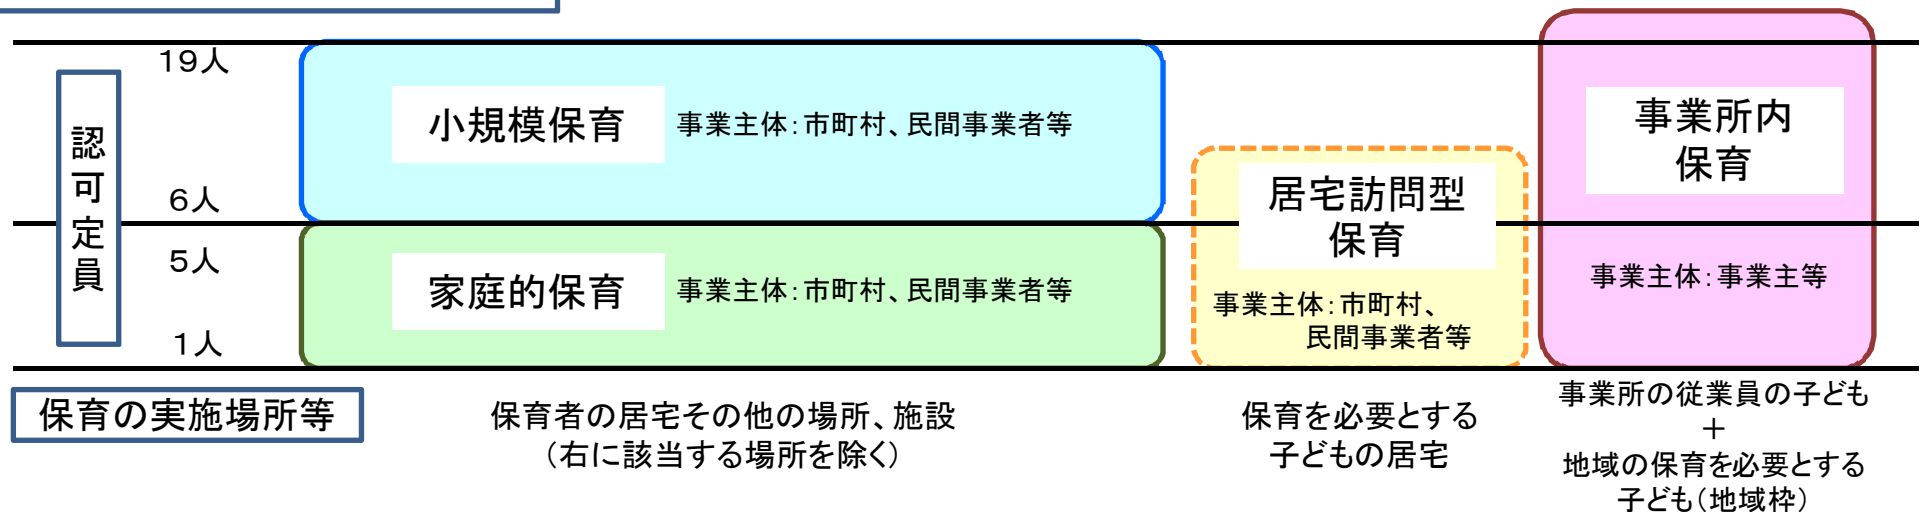 認可定員
19人
6人
5人
1人
小規模保育
事業主体：市町村、民間事業者等
家庭的保育
事業主体：市町村、民間事業者等
居宅訪問型
保育
事業主体：市町村、
民間事業者等
事業所内
保育
事業主体：事業主等
保育の実施場所等
保育者の居宅その他の場所、施設
（右に該当する場所を除く）
保育を必要とする
子どもの居宅
事業所の従業員の子ども
＋
地域の保育を必要とする
子ども（地域枠）